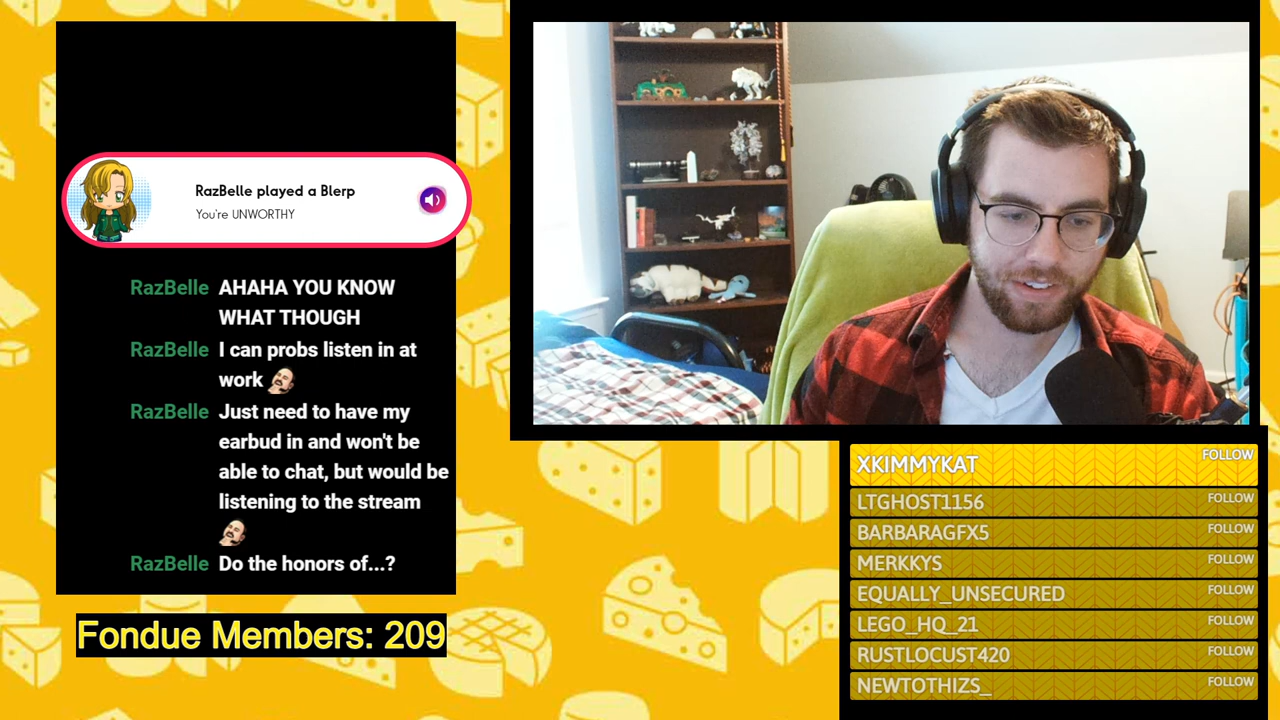 RazBelle played a Blerp
You're UNWORTHY
RazBelle AHAHA YOU KNOW
WHAT THOUGH
RazBelle I can probs listen in at
work
RazBelle Just need to have my
earbud in and won't be
able to chat, but would be
listening to the stream
RazBelle Do the honors of...?
Fondue Members: 209
XKIMMYKAT FOLLOW
LTGHOST1156 FOLLOW
BARBARAGFX5 FOLLOW
MERKKYS FOLLOW
EQUALLY_UNSECURED FOLLOW
LEGO_HQ_21 FOLLOW
RUSTLOCUST420 FOLLOW
NEWTOTHIZS_ FOLLOW